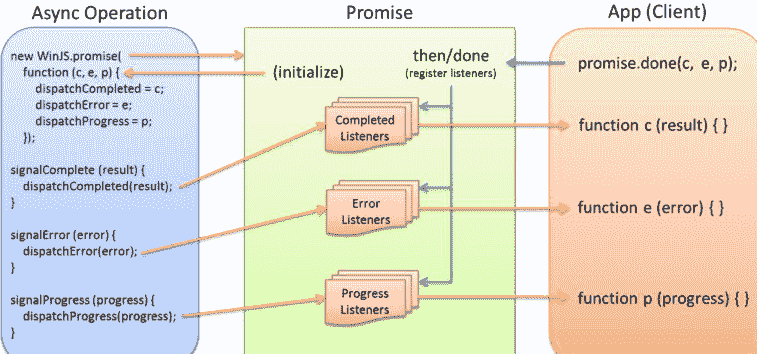 Async Operation
Promise
App (Client)
new WinJS.promise(
function (c, e, p) {
dispatchCompleted = c;
dispatchError = e;
dispatchProgress = p;
});
signalComplete (result) {
dispatchCompleted(result);
}
signalError (error) {
dispatchError(error);
}
signalProgress (progress) {
dispatchProgress(progress);
}
(initialize)
then/done
(register listeners)
Completed
Listeners
Error
Listeners
Progress
Listeners
promise.done(c, e, p);
function c (result) { }
function e (error) { }
function p (progress) { }